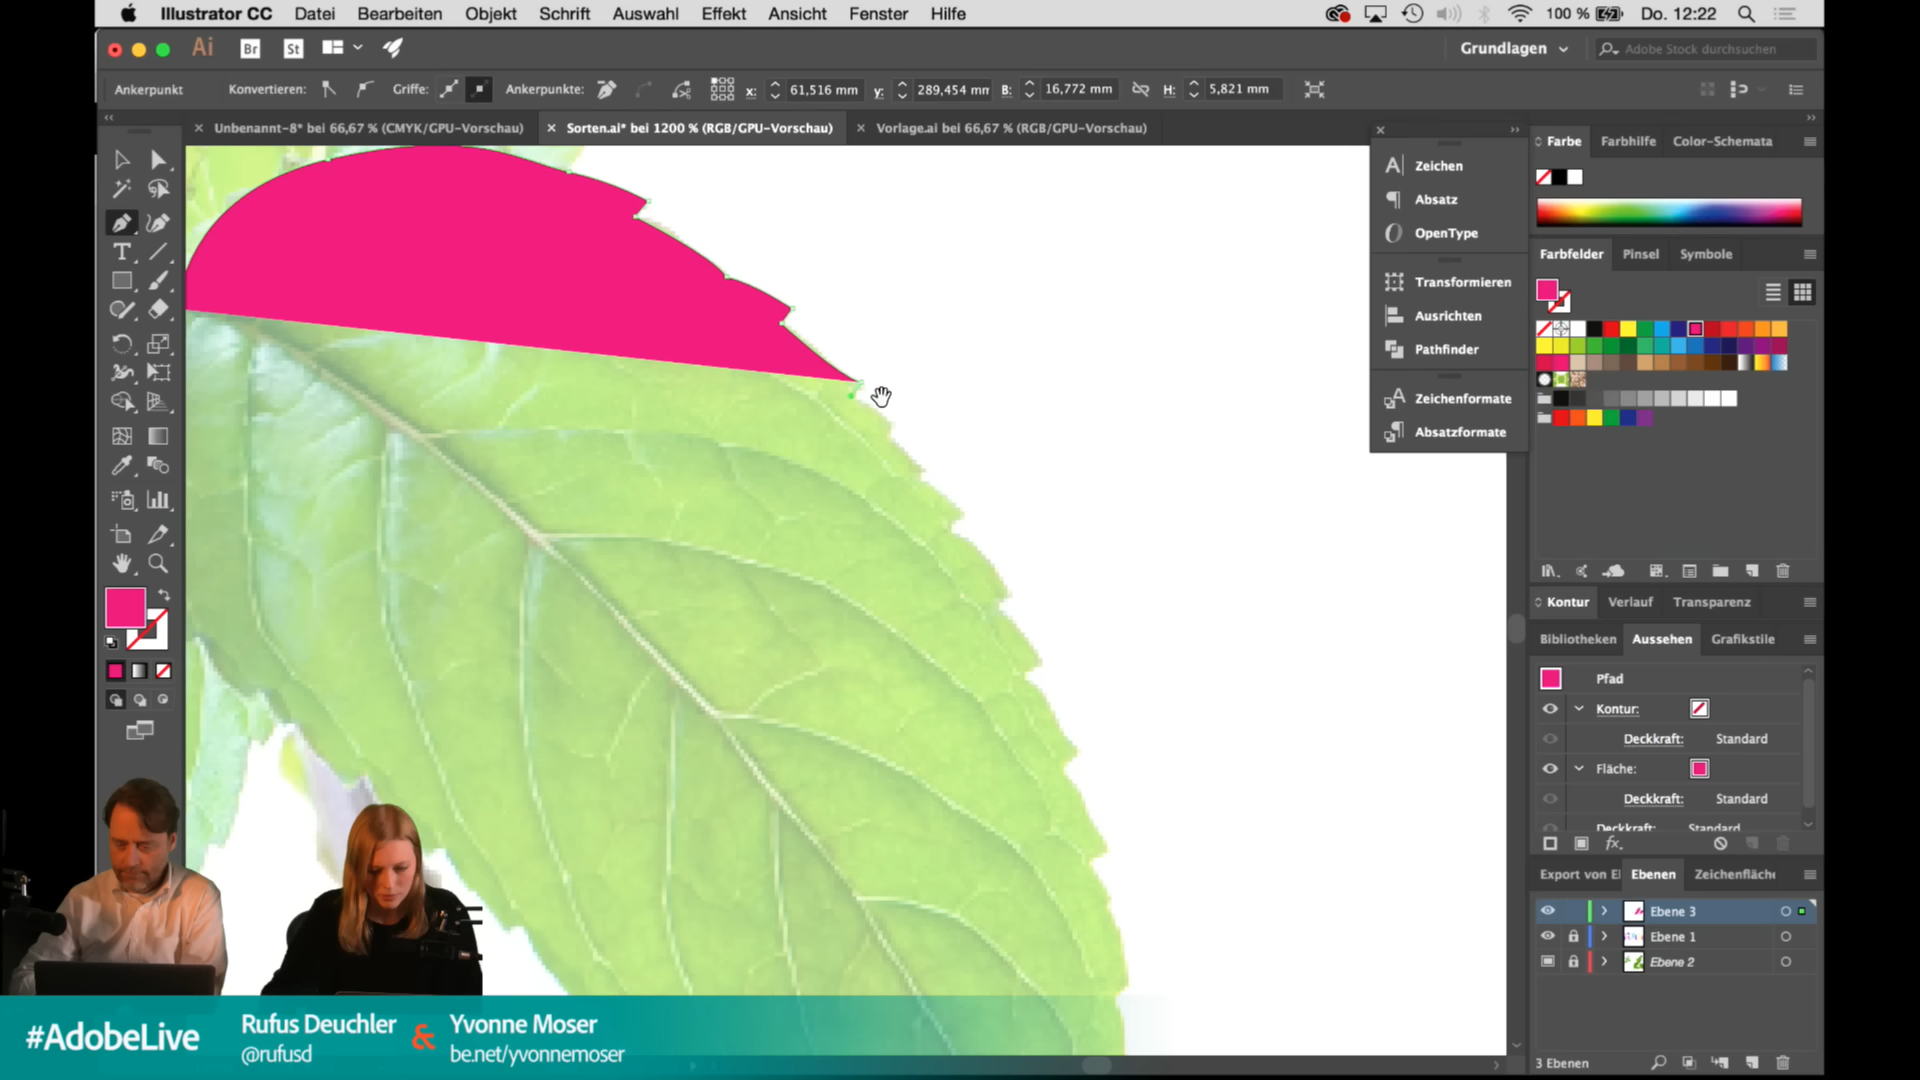 Illustrator CC Datei Bearbeiten Objekt Schrift Auswahl Effekt Ansicht Fenster Hilfe 100 % Do. 12:22
Ai Br St Grundlagen Adobe Stock durchsuchen
Ankerpunkt Konvertieren: Griffe: Ankerpunkte: x: 61,516 mm y: 289,454 mm B: 16,772 mm H: 5,821 mm
Unbenannt-8* bei 66,67 % (CMYK/GPU-Vorschau) Sorten.ai* bei 1200 % (RGB/GPU-Vorschau) Vorlage.ai bei 66,67 % (RGB/GPU-Vorschau)
Zeichen
Absatz
OpenType
Transformieren
Ausrichten
Pathfinder
Zeichenformate
Absatzformate
Farbe Farbhilfe Color-Schemata
Farbfelder Pinsel Symbole
Kontur Verlauf Transparenz
Bibliotheken Aussehen Grafikstile
Pfad
Kontur:
Deckkraft: Standard
Fläche:
Deckkraft: Standard
Deckkraft: Standard
fx.
Export von El Ebenen Zeichenfläche
Ebene 3
Ebene 1
Ebene 2
3 Ebenen
#AdobeLive
Rufus Deuchler
@rufusd
&
Yvonne Moser
be.net/yvonnemoser